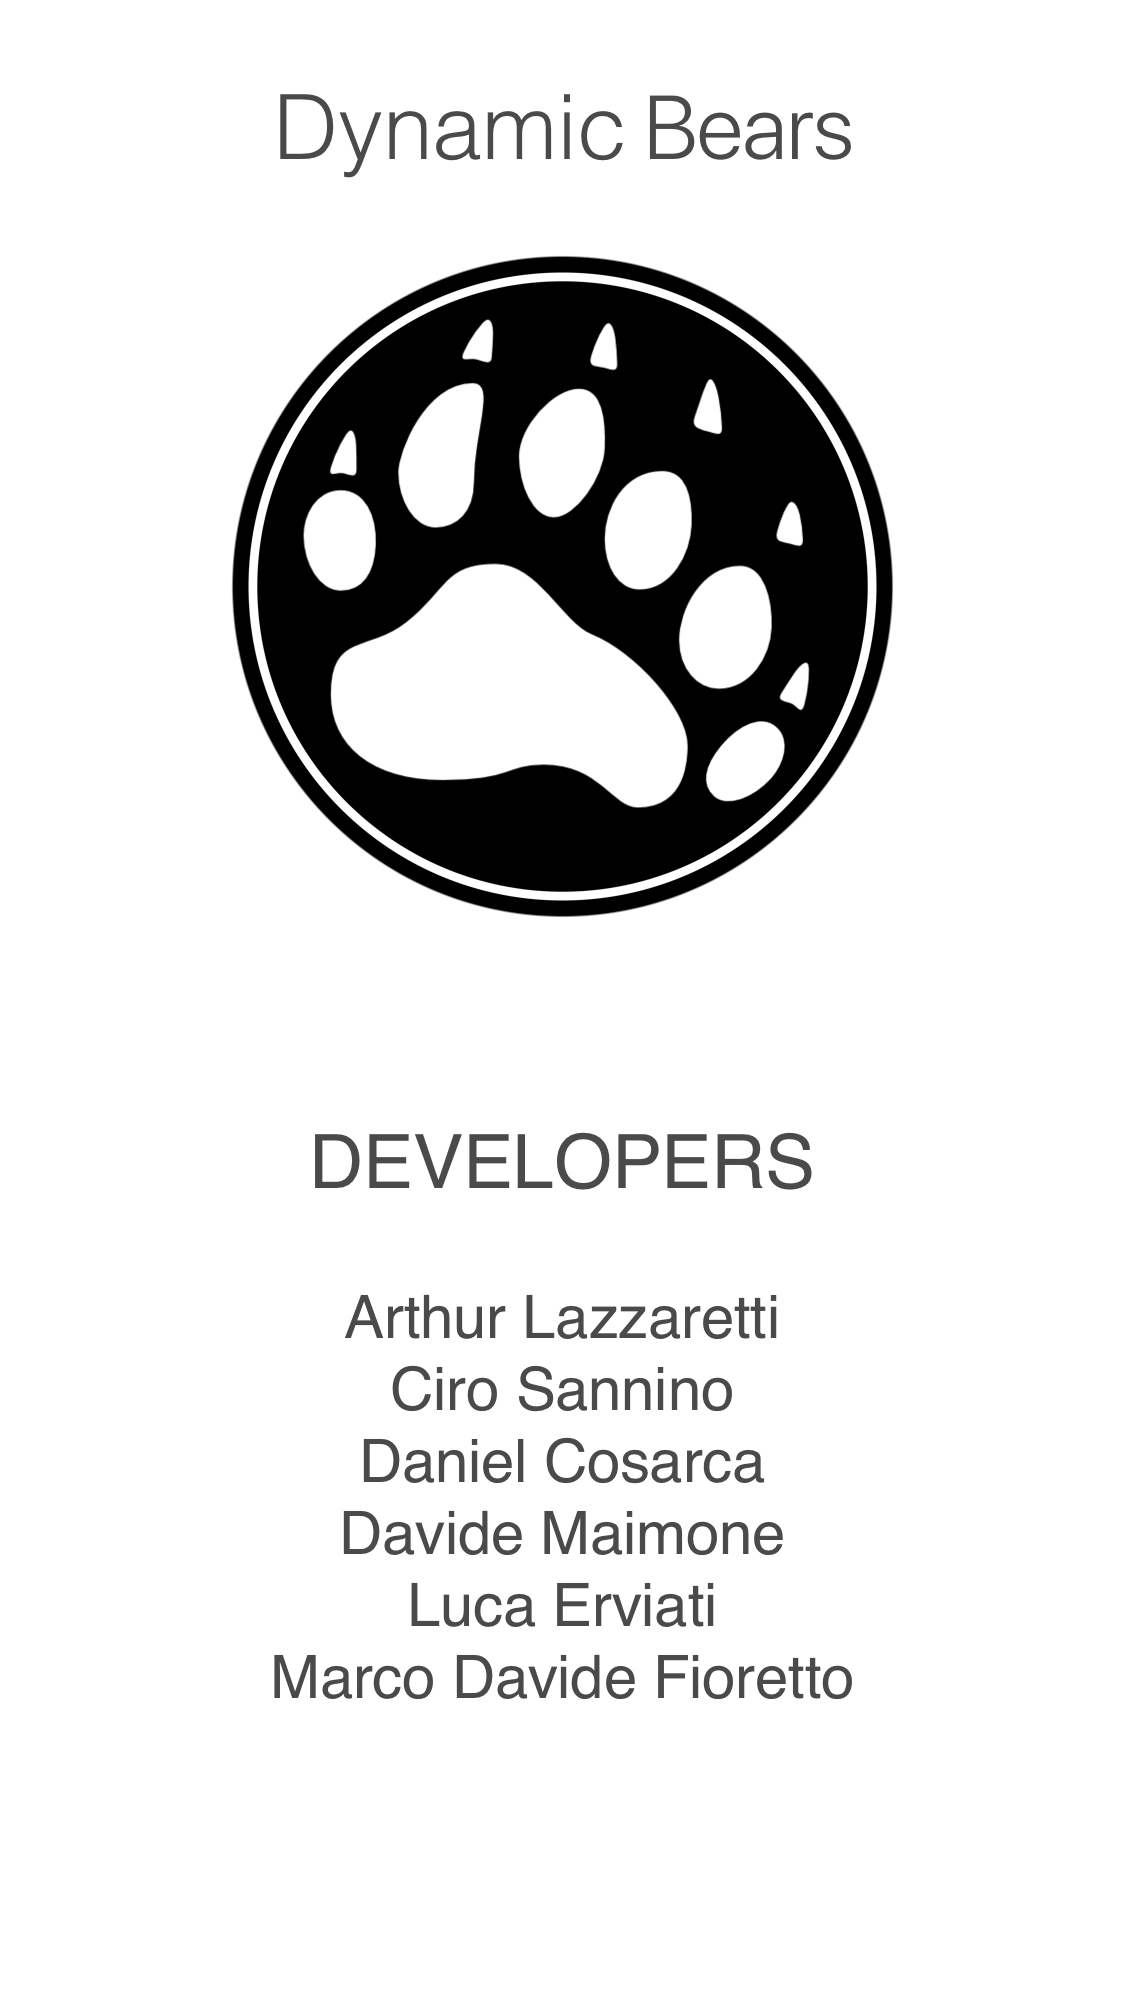 Dynamic Bears
DEVELOPERS
Arthur Lazzaretti
Ciro Sannino
Daniel Cosarca
Davide Maimone
Luca Erviati
Marco Davide Fioretto